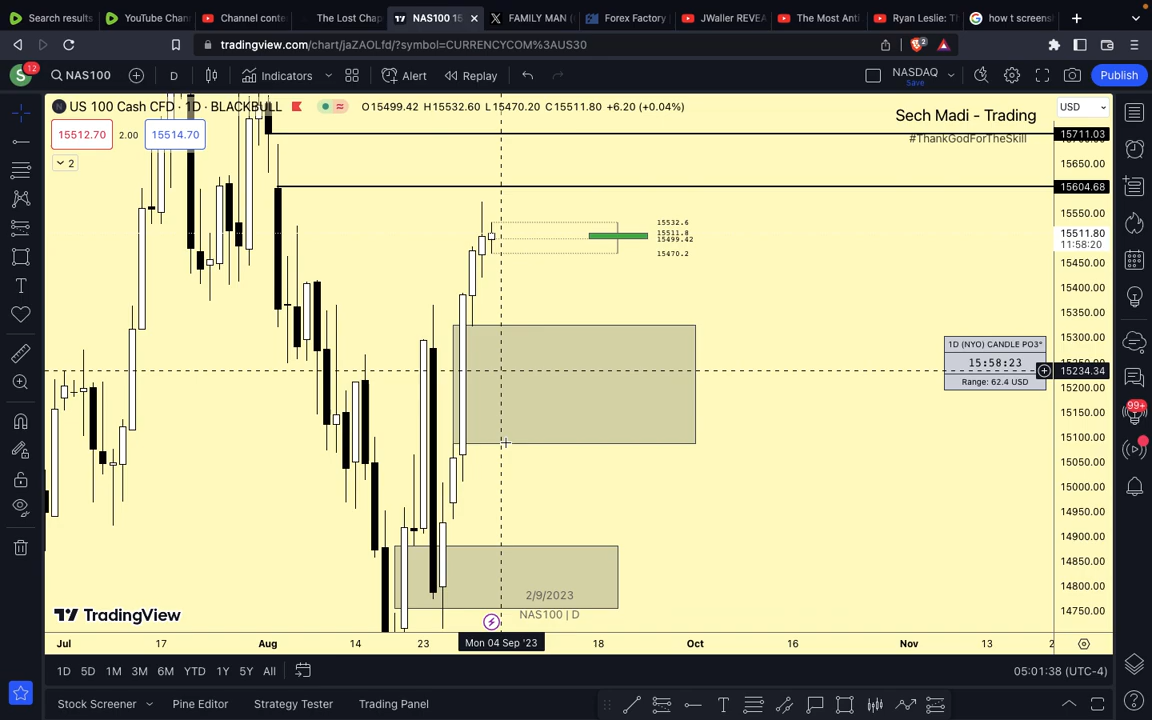 Search results
YouTube Chan
Channel conte
The Lost Chap
NAS100 15
FAMILY MAN (
Forex Factory
JWaller REVEA
The Most Anti
Ryan Leslie: Th
how t screens
tradingview.com/chart/jaZAOLfd/?symbol=CURRENCYCOM%3AUS30
2
S
12
NAS100
D
Indicators
Alert
Replay
NASDAQ
Save
Publish
US 100 Cash CFD · 1D · BLACKBULL
O15499.42 H15532.60 L15470.20 C15511.80 +6.20 (+0.04%)
15512.70
2.00
15514.70
2
Sech Madi - Trading
#ThankGodForTheSkill
USD
15711.03
15650.00
15604.68
15550.00
15511.80
11:58:20
15450.00
15400.00
15350.00
15300.00
15234.34
15200.00
15150.00
15100.00
15050.00
15000.00
14950.00
14900.00
14850.00
14800.00
14750.00
15532.6
15511.8
15499.42
15470.2
1D (NYO) CANDLE PO3*
15:58:23
Range: 62.4 USD
99+
2/9/2023
NAS100 | D
TradingView
Jul
17
Aug
14
23
Mon 04 Sep '23
18
Oct
16
Nov
13
2
1D 5D 1M 3M 6M YTD 1Y 5Y All
05:01:38 (UTC-4)
Stock Screener
Pine Editor
Strategy Tester
Trading Panel